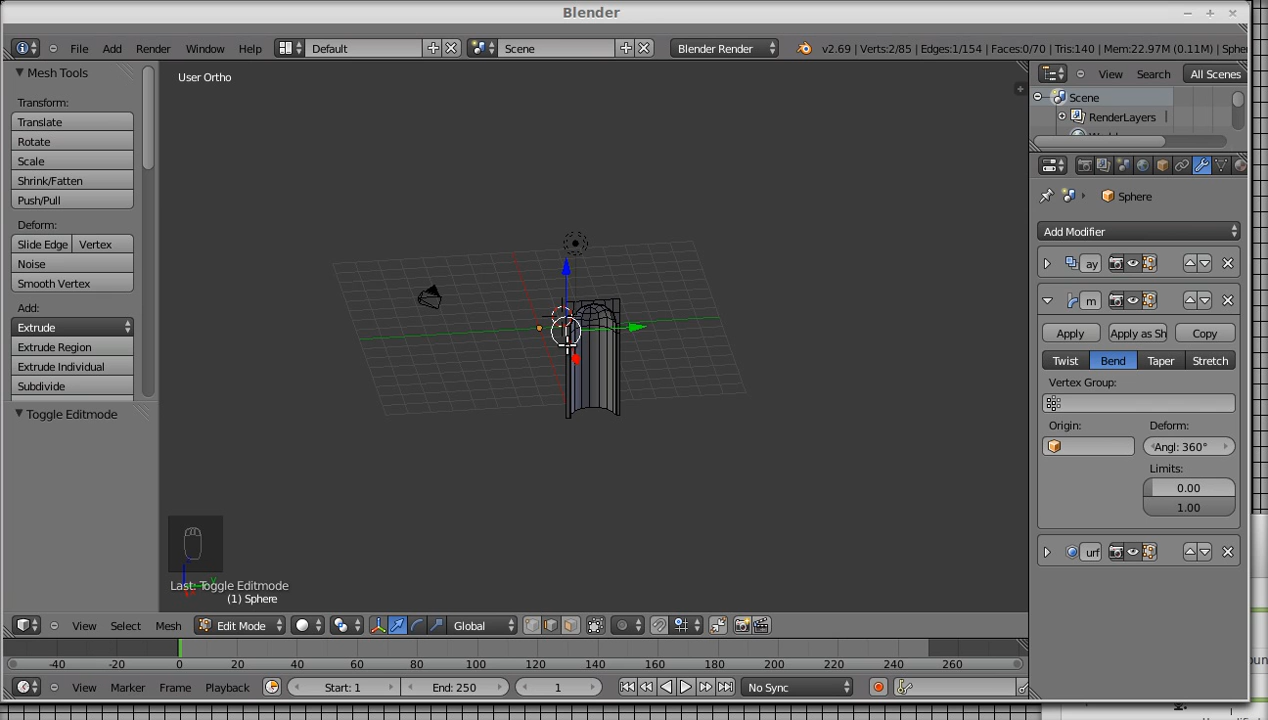 Blender
File Add Render Window Help Default Scene Blender Render v2.69 | Verts:2/85 | Edges:1/154 | Faces:0/70 | Tris:140 | Mem:22.97M (0.11M) | Spher
Mesh Tools
Transform:
Translate
Rotate
Scale
Shrink/Fatten
Push/Pull
Deform:
Slide Edge Vertex
Noise
Smooth Vertex
Add:
Extrude
Extrude Region
Extrude Individual
Subdivide
Toggle Editmode
User Ortho
Last: Toggle Editmode
(1) Sphere
View Select Mesh Edit Mode Global
View Search All Scenes
Scene
RenderLayers
Sphere
Add Modifier
ay
m
Apply Apply as Sh Copy
Twist Bend Taper Stretch
Vertex Group:
Origin: Deform:
Angl: 360°
Limits:
0.00
1.00
urf
-40 -20 0 20 40 60 80 100 120 140 160 180 200 220 240 260
View Marker Frame Playback Start: 1 End: 250 1 No Sync